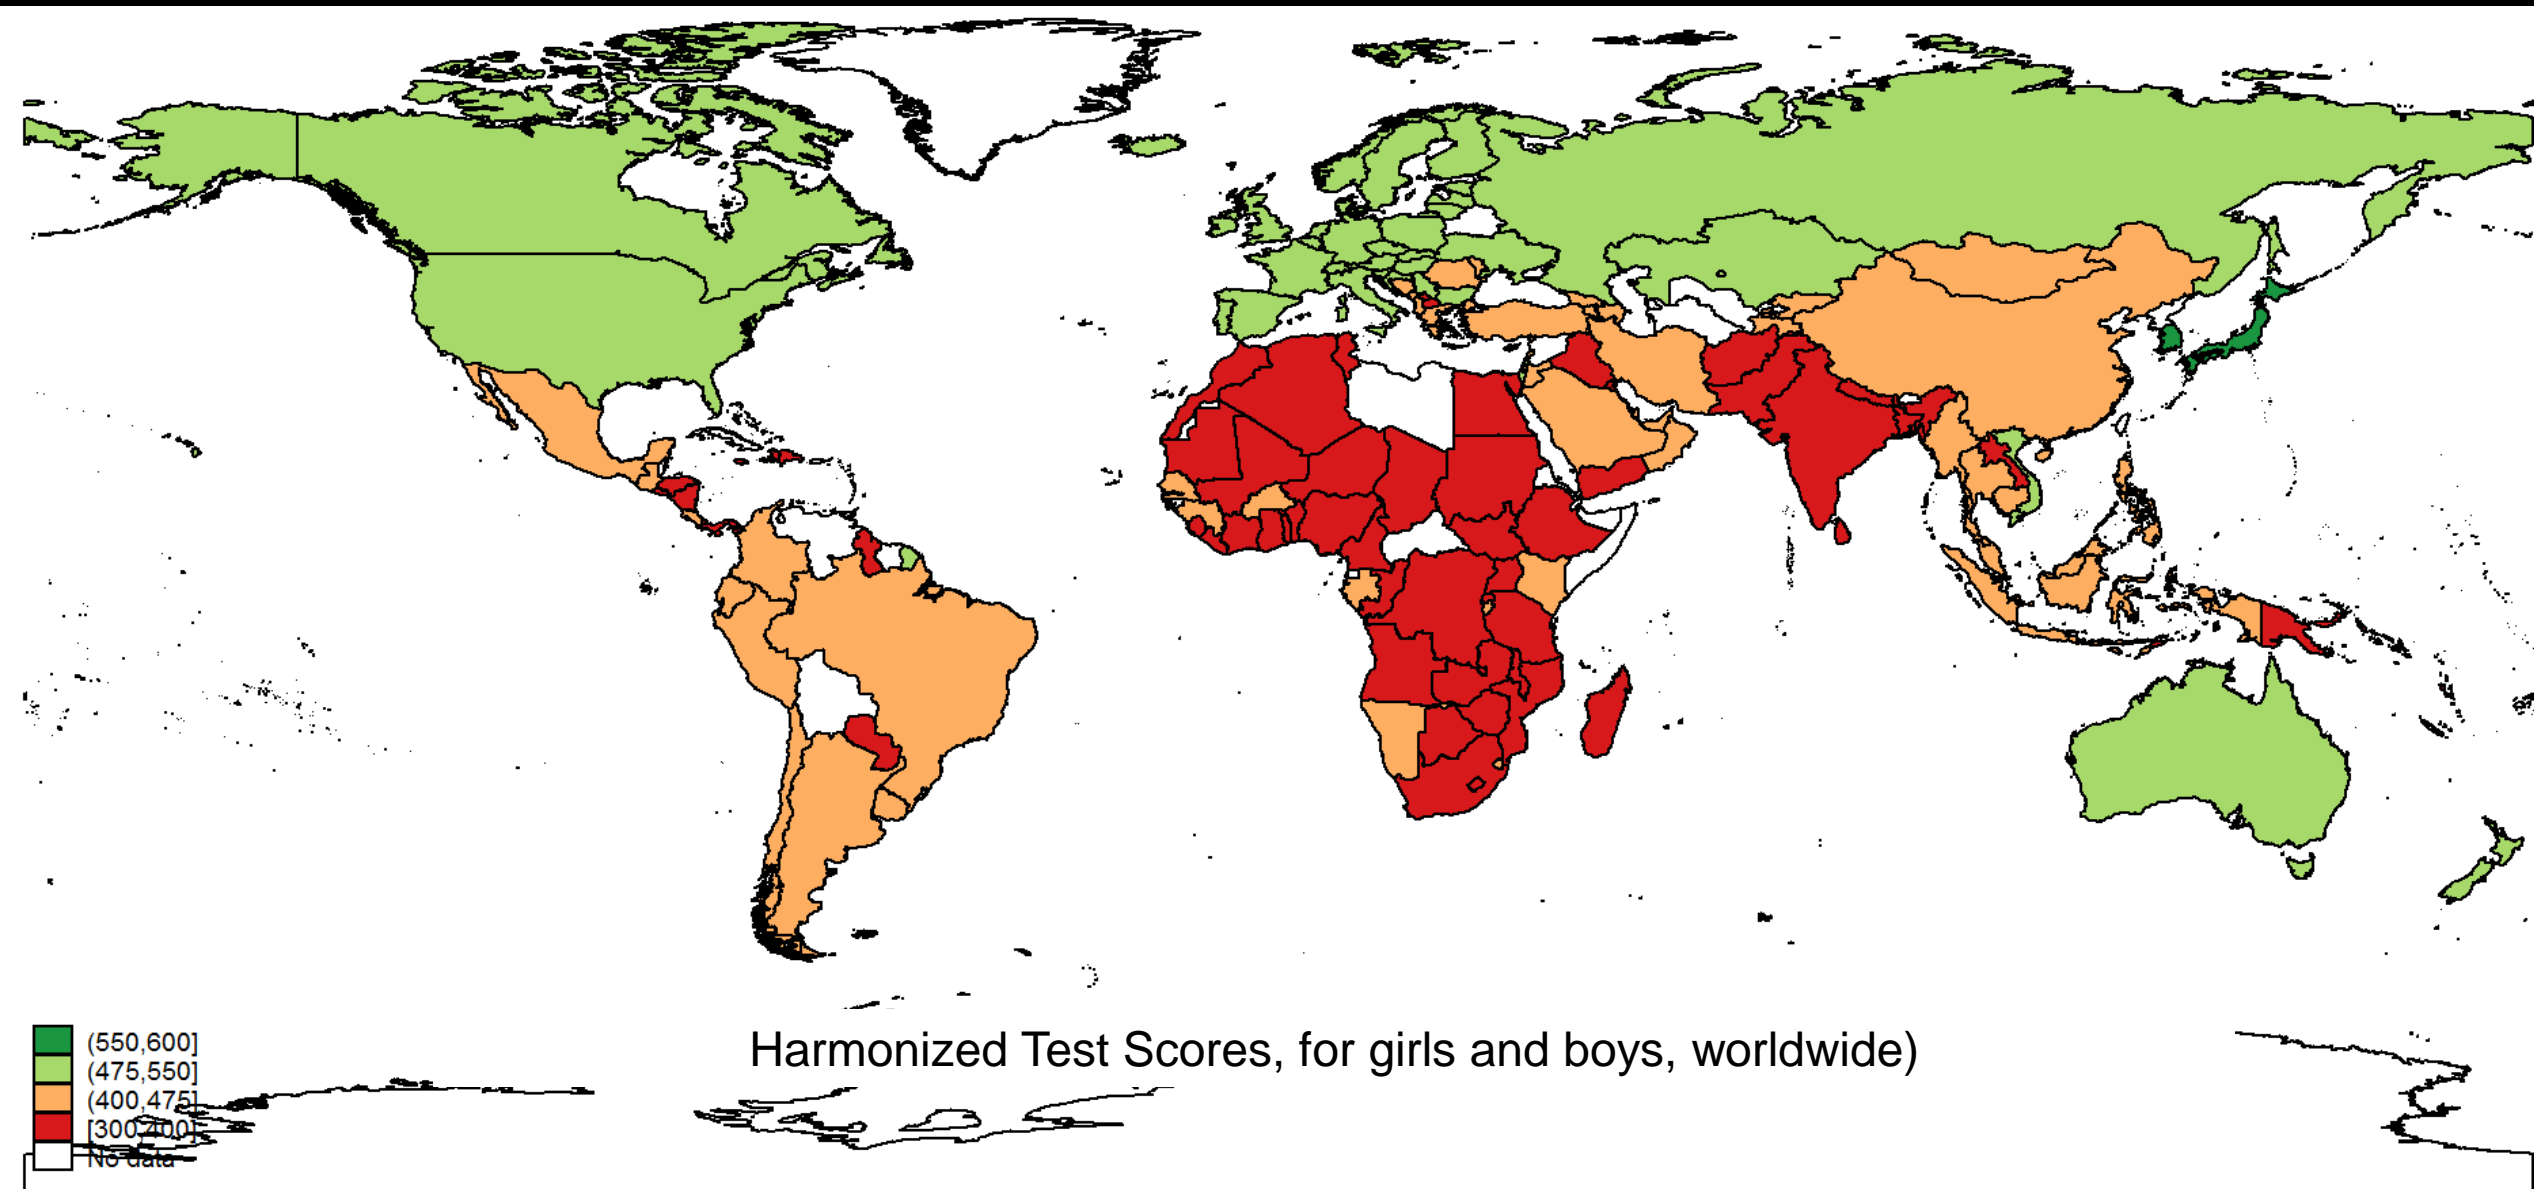 (550,600]
(475,550]
(400,475]
[300,400]
No data
Harmonized Test Scores, for girls and boys, worldwide)